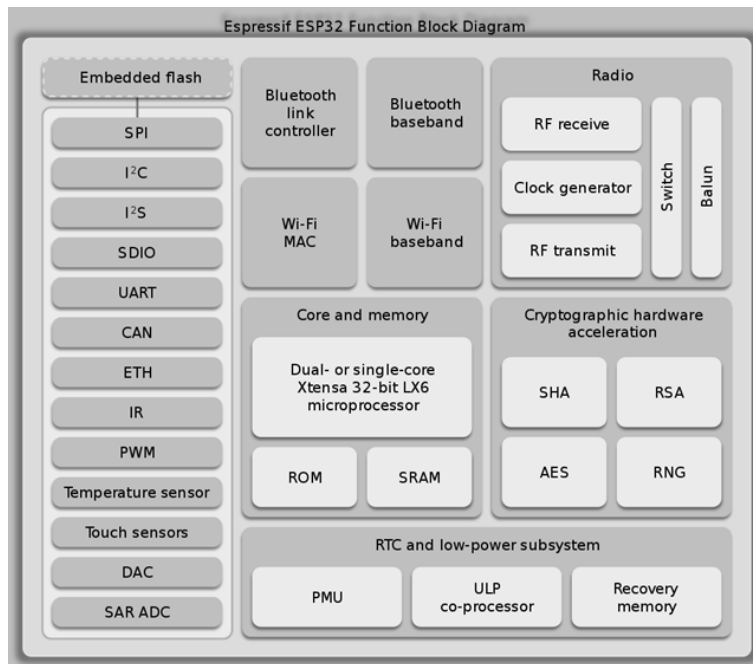 Espressif ESP32 Function Block Diagram
Embedded flash
SPI
I²C
I²S
SDIO
UART
CAN
ETH
IR
PWM
Temperature sensor
Touch sensors
DAC
SAR ADC
Bluetooth
link
controller
Bluetooth
baseband
Wi-Fi
MAC
Wi-Fi
baseband
Radio
RF receive
Clock generator
RF transmit
Switch
Balun
Core and memory
Dual- or single-core
Xtensa 32-bit LX6
microprocessor
ROM
SRAM
Cryptographic hardware
acceleration
SHA
RSA
AES
RNG
RTC and low-power subsystem
PMU
ULP
co-processor
Recovery
memory